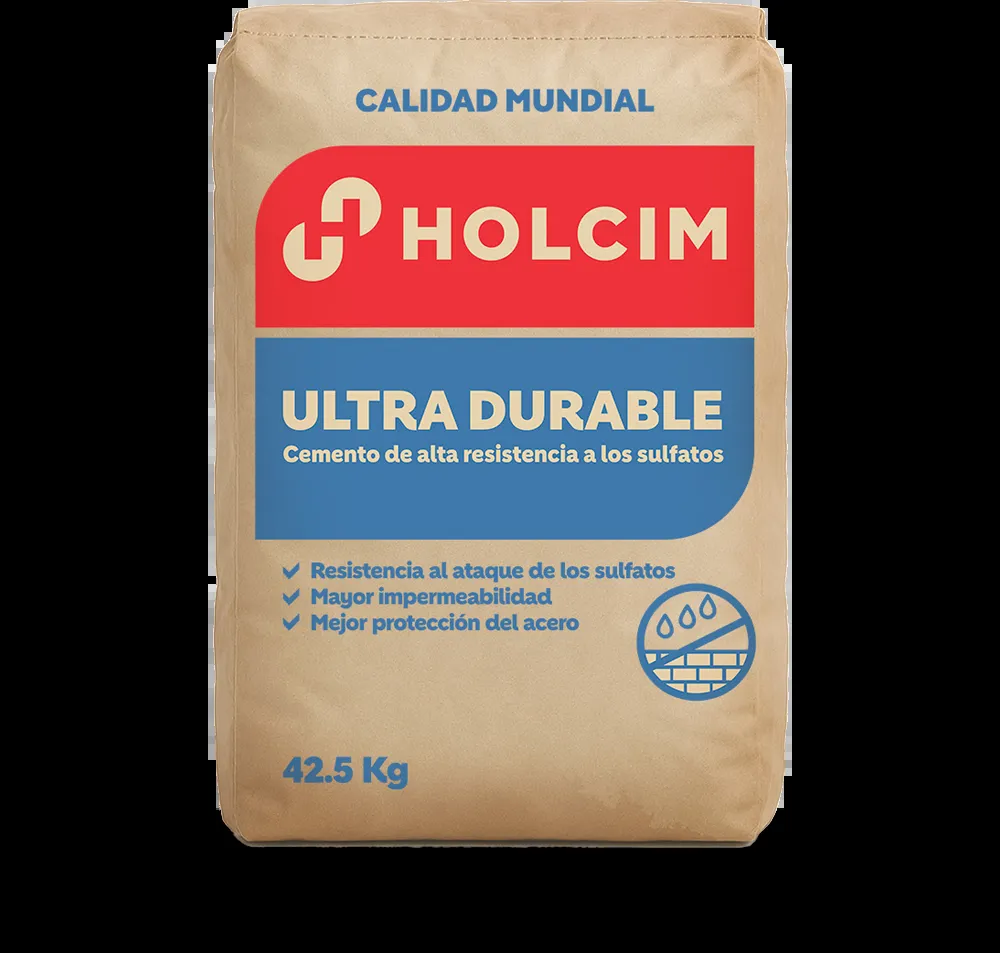 CALIDAD MUNDIAL
HOLCIM
ULTRA DURABLE
Cemento de alta resistencia a los sulfatos
Resistencia al ataque de los sulfatos
Mayor impermeabilidad
Mejor protección del acero
42.5 Kg